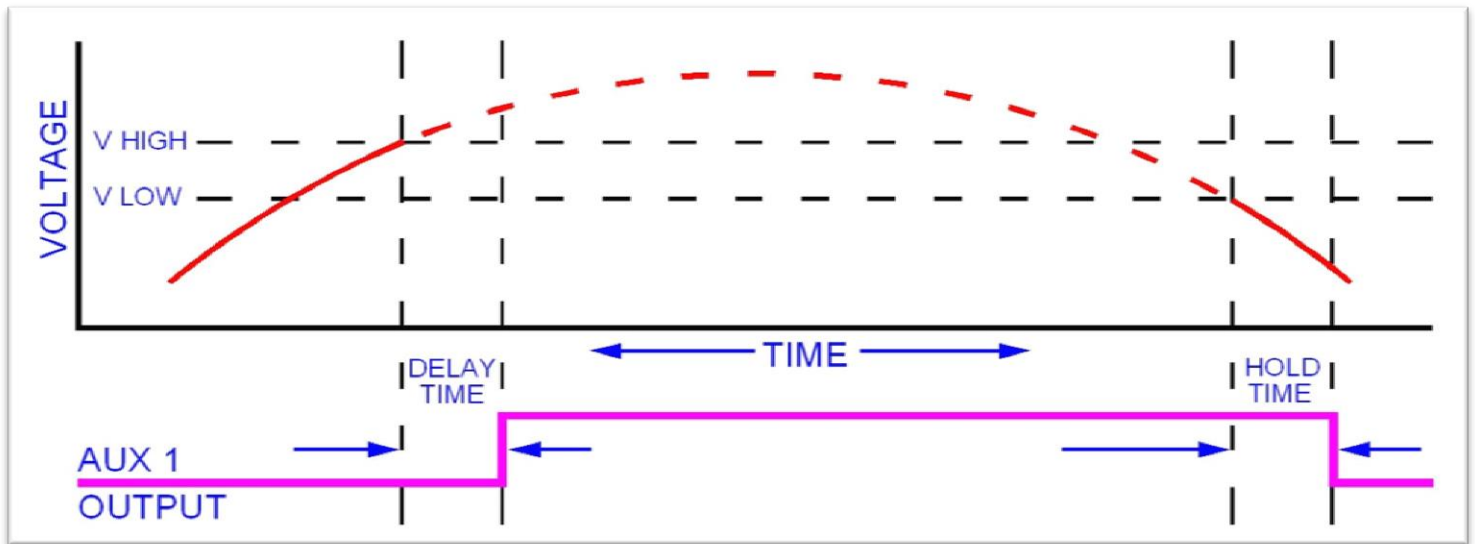 VOLTAGE
V HIGH
V LOW
TIME
DELAY
TIME
HOLD
TIME
AUX 1
OUTPUT